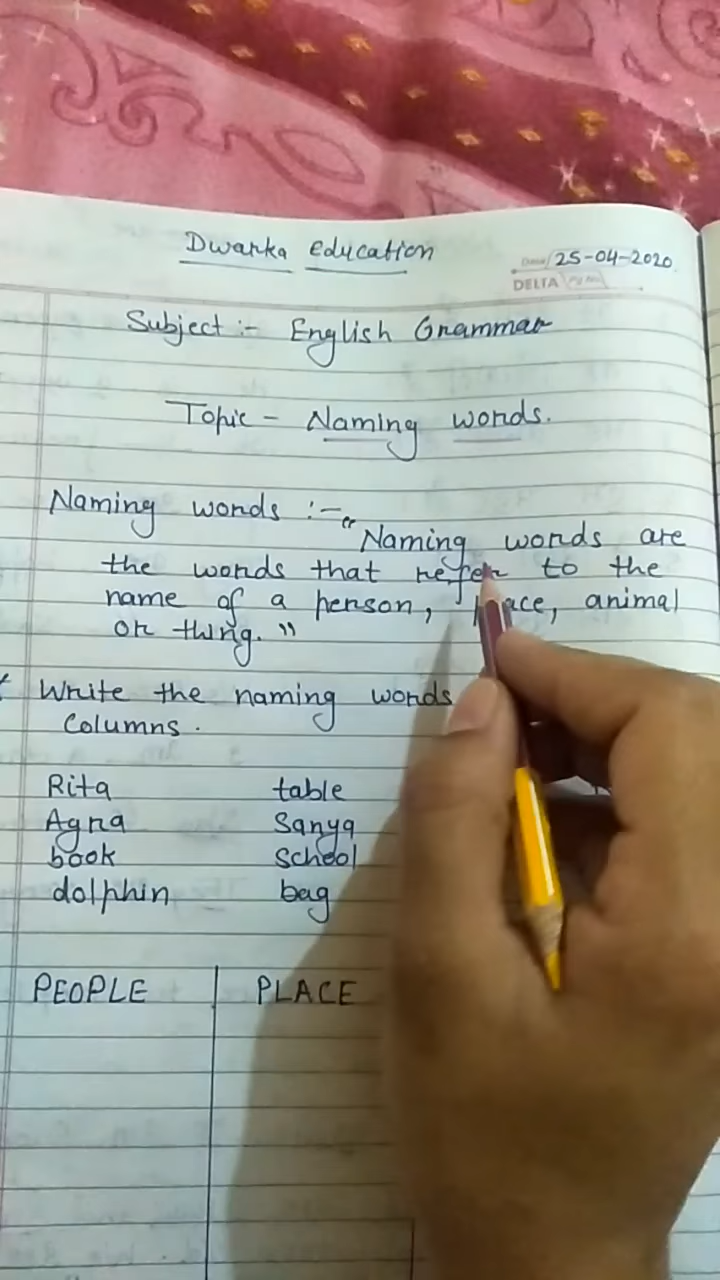 Dwarka education
Date 25-04-2020
DELTA
Subject :- English Grammar
Topic - Naming words.
Naming words :-
"Naming words are
the words that refer to the
name of a person, place, animal
or thing."
Write the naming words
Columns.
Rita table
Agra Sanya
book School
dolphin bag
PEOPLE PLACE